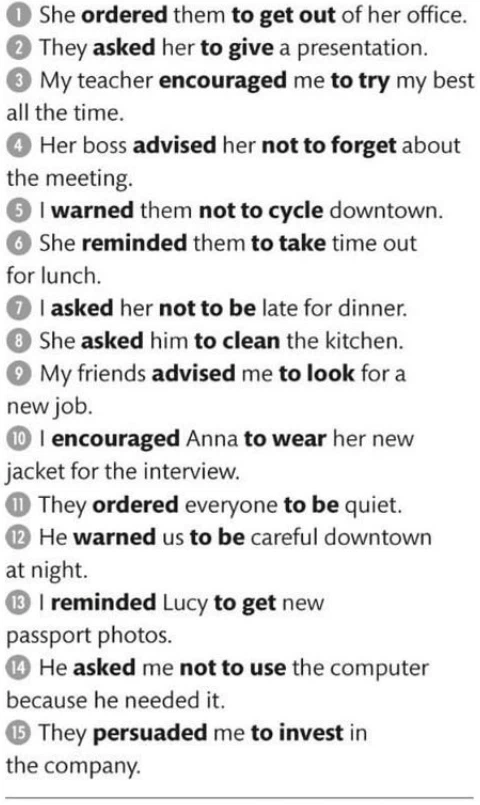 1 She ordered them to get out of her office.
2 They asked her to give a presentation.
3 My teacher encouraged me to try my best
all the time.
4 Her boss advised her not to forget about
the meeting.
5 I warned them not to cycle downtown.
6 She reminded them to take time out
for lunch.
7 I asked her not to be late for dinner.
8 She asked him to clean the kitchen.
9 My friends advised me to look for a
new job.
10 I encouraged Anna to wear her new
jacket for the interview.
11 They ordered everyone to be quiet.
12 He warned us to be careful downtown
at night.
13 I reminded Lucy to get new
passport photos.
14 He asked me not to use the computer
because he needed it.
15 They persuaded me to invest in
the company.